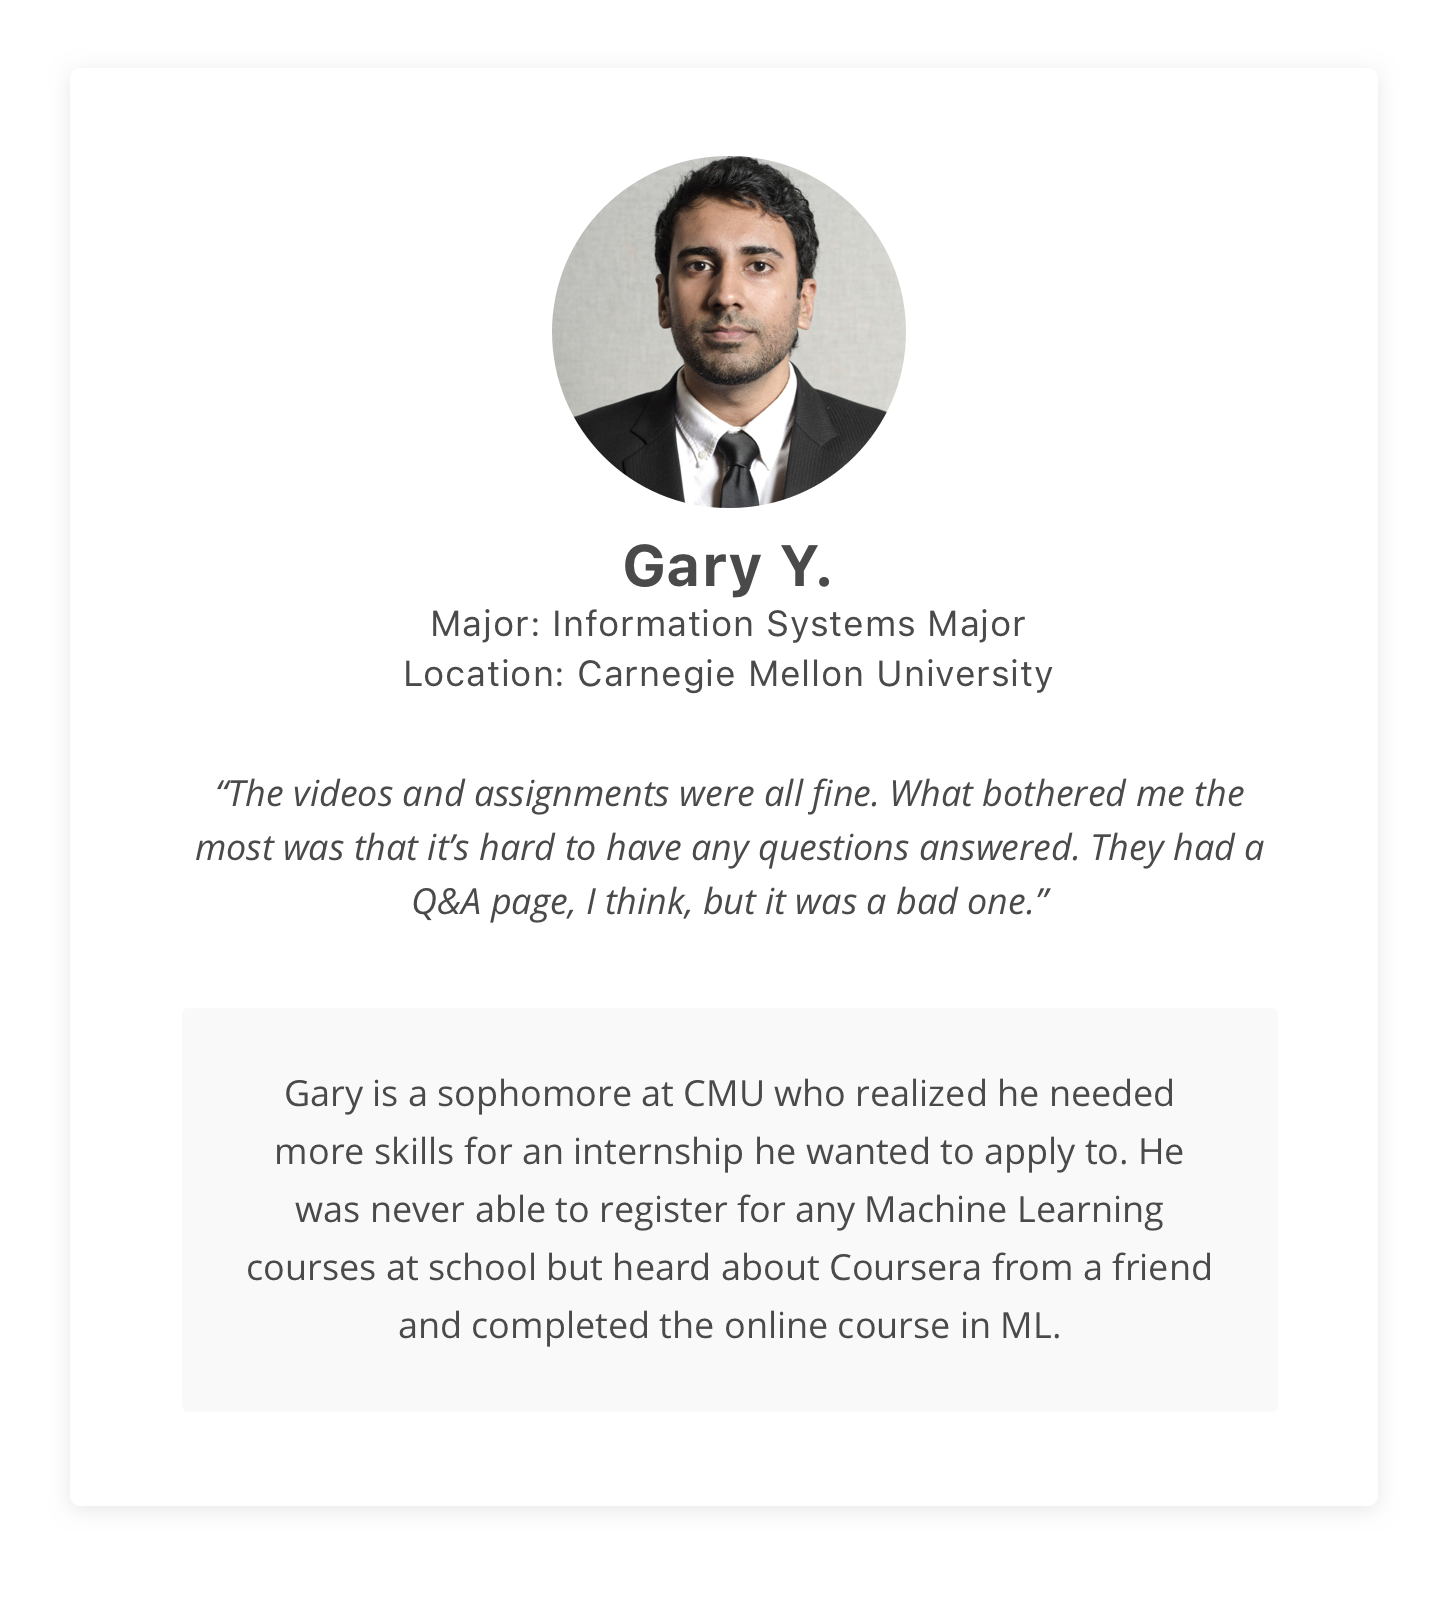 Gary Y.
Major: Information Systems Major
Location: Carnegie Mellon University
“The videos and assignments were all fine. What bothered me the
most was that it’s hard to have any questions answered. They had a
Q&A page, I think, but it was a bad one.”
Gary is a sophomore at CMU who realized he needed
more skills for an internship he wanted to apply to. He
was never able to register for any Machine Learning
courses at school but heard about Coursera from a friend
and completed the online course in ML.